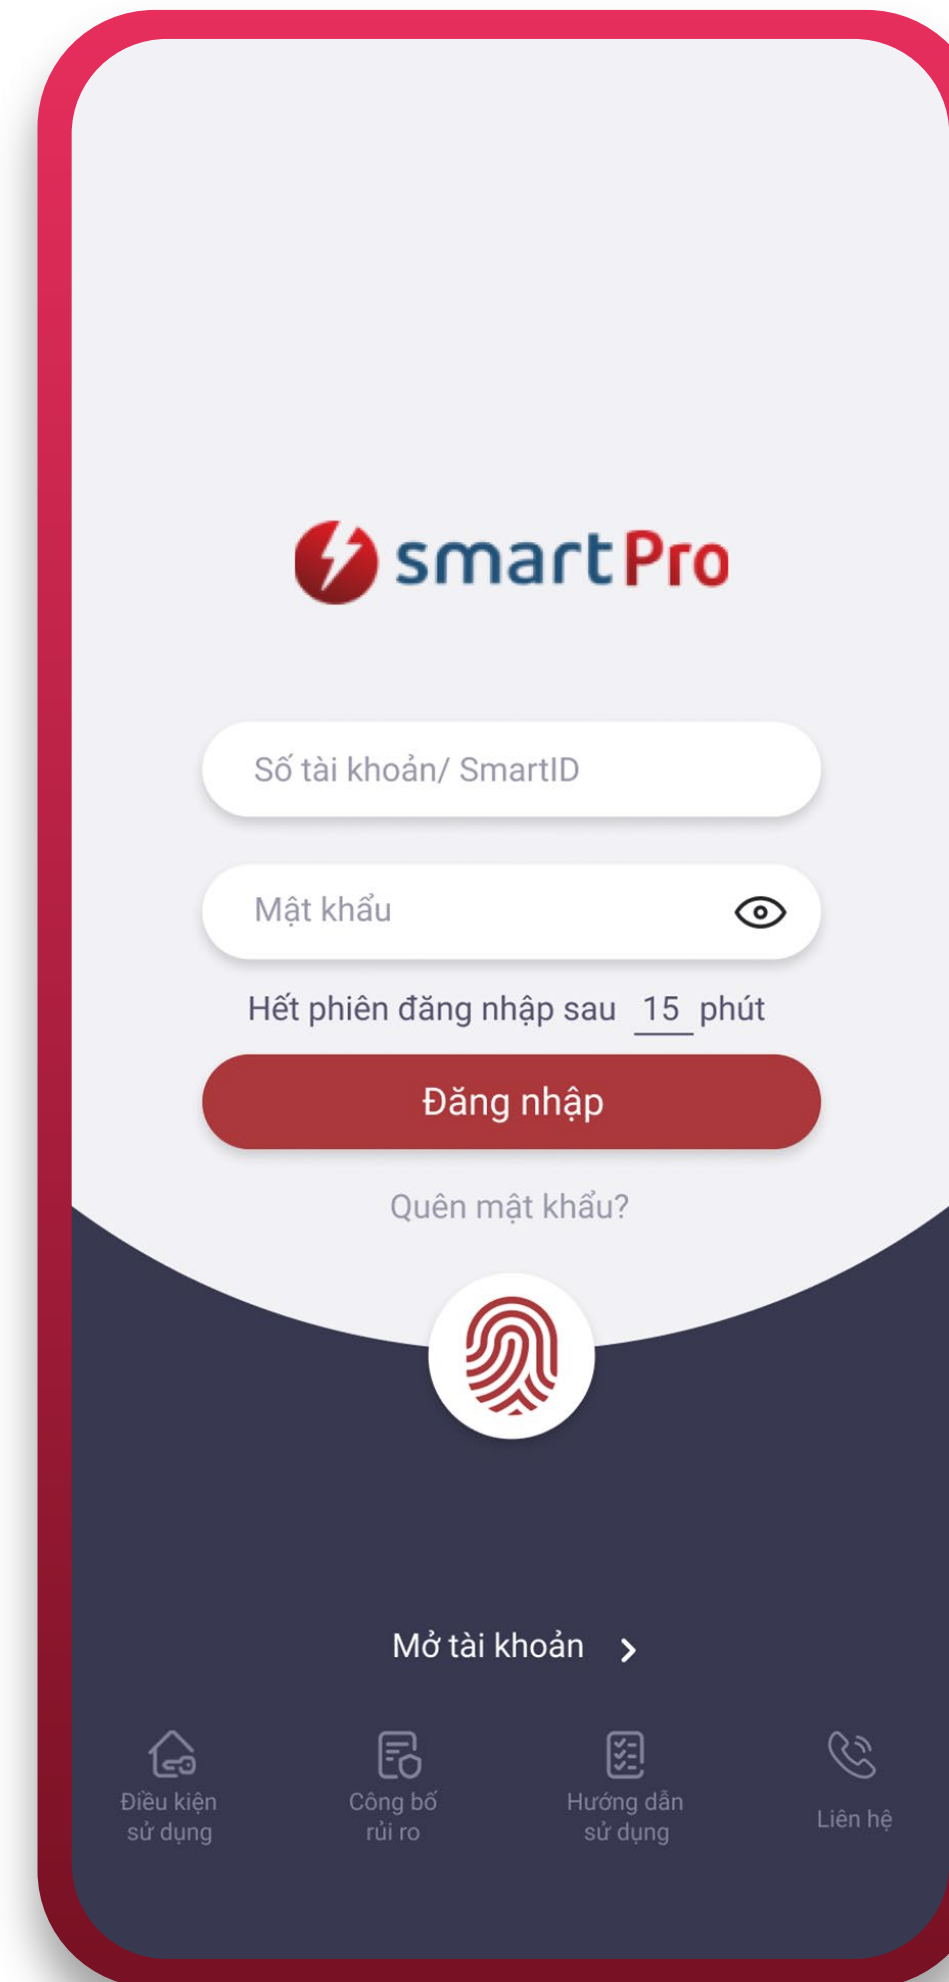 smartPro
Số tài khoản/ SmartID
Mật khẩu
Hết phiên đăng nhập sau 15 phút
Đăng nhập
Quên mật khẩu?
Mở tài khoản
Điều kiện
sử dụng
Công bố
rủi ro
Hướng dẫn
sử dụng
Liên hệ